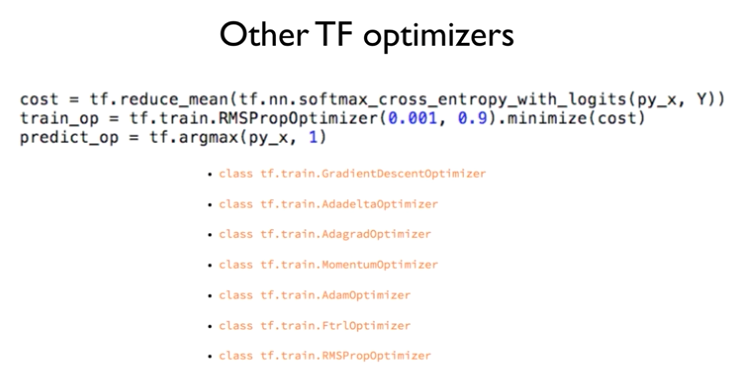 Other TF optimizers
cost = tf.reduce_mean(tf.nn.softmax_cross_entropy_with_logits(py_x, Y))
train_op = tf.train.RMSPropOptimizer(0.001, 0.9).minimize(cost)
predict_op = tf.argmax(py_x, 1)
• class tf.train.GradientDescentOptimizer
• class tf.train.AdadeltaOptimizer
• class tf.train.AdagradOptimizer
• class tf.train.MomentumOptimizer
• class tf.train.AdamOptimizer
• class tf.train.FtrlOptimizer
• class tf.train.RMSPropOptimizer